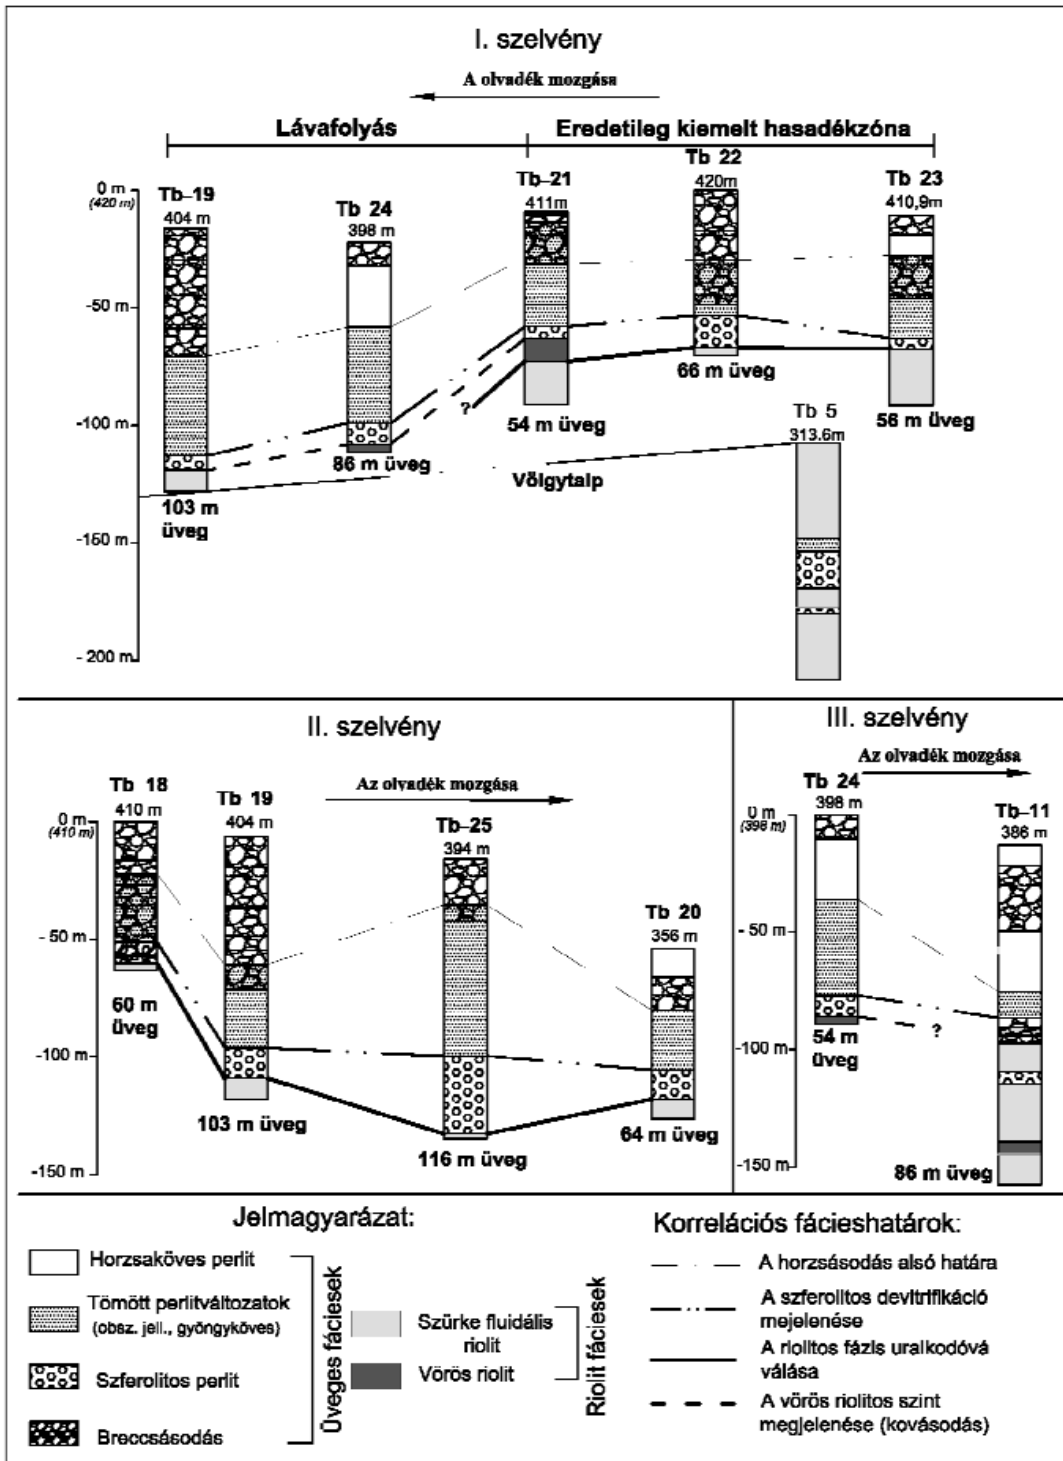 I. szelvény
A olvadék mozgása
Lávafolyás
Eredetileg kiemelt hasadékzóna
0 m
(420 m)
-50 m
-100 m
-150 m
- 200 m
Tb–19
404 m
Tb 24
398 m
Tb–21
411m
Tb 22
420m
Tb 23
410,9m
103 m
üveg
86 m üveg
?
54 m üveg
66 m üveg
56 m üveg
Tb 5
313.6m
Völgytalp
II. szelvény
Az olvadék mozgása
0 m
(410 m)
- 50 m
-100 m
-150 m
Tb 18
410 m
Tb 19
404 m
Tb–25
394 m
Tb 20
356 m
60 m
üveg
103 m üveg
116 m üveg
64 m üveg
III. szelvény
Az olvadék mozgása
0 m
(398 m)
- 50 m
-100 m
-150 m
Tb 24
398 m
Tb–11
386 m
?
54 m
üveg
86 m üveg
Jelmagyarázat:
Horzsaköves perlit
Tömött perlitváltozatok
(obsz. jell., gyöngyköves)
Szferolitos perlit
Breccsásodás
Üveges fáciesek
Szürke fluidális
riolit
Vörös riolit
Riolit fáciesek
Korrelációs fácieshatárok:
A horzsásodás alsó határa
A szferolitos devitrifikáció
mejelenése
A riolitos fázis uralkodóvá
válása
A vörös riolitos szint
megjelenése (kovásodás)